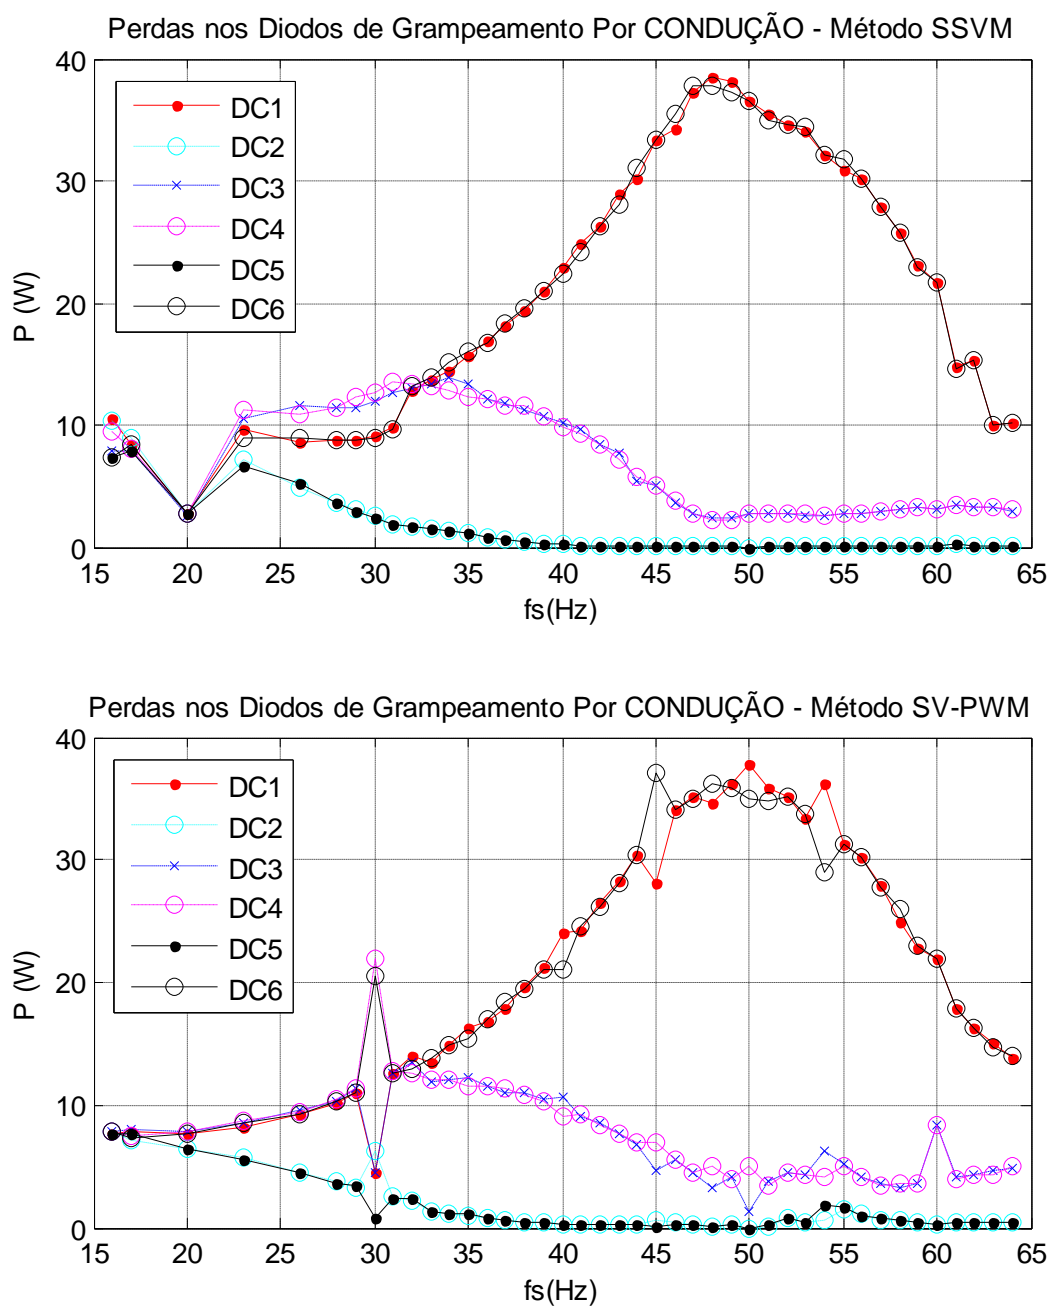 Perdas nos Diodos de Grampeamento Por CONDUÇÃO - Método SSVM
40
30
20
10
0
P (W)
DC1
DC2
DC3
DC4
DC5
DC6
15 20 25 30 35 40 45 50 55 60 65
fs(Hz)
Perdas nos Diodos de Grampeamento Por CONDUÇÃO - Método SV-PWM
40
30
20
10
0
P (W)
DC1
DC2
DC3
DC4
DC5
DC6
15 20 25 30 35 40 45 50 55 60 65
fs(Hz)